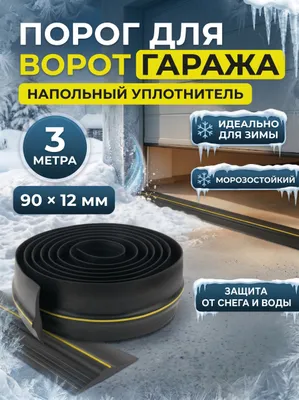 ПОРОГ ДЛЯ
ВОРОТ ГАРАЖА
НАПОЛЬНЫЙ УПЛОТНИТЕЛЬ
3
МЕТРА
90 × 12 мм
ИДЕАЛЬНО
ДЛЯ ЗИМЫ
МОРОЗОСТОЙКИЙ
ЗАЩИТА
ОТ СНЕГА И ВОДЫ